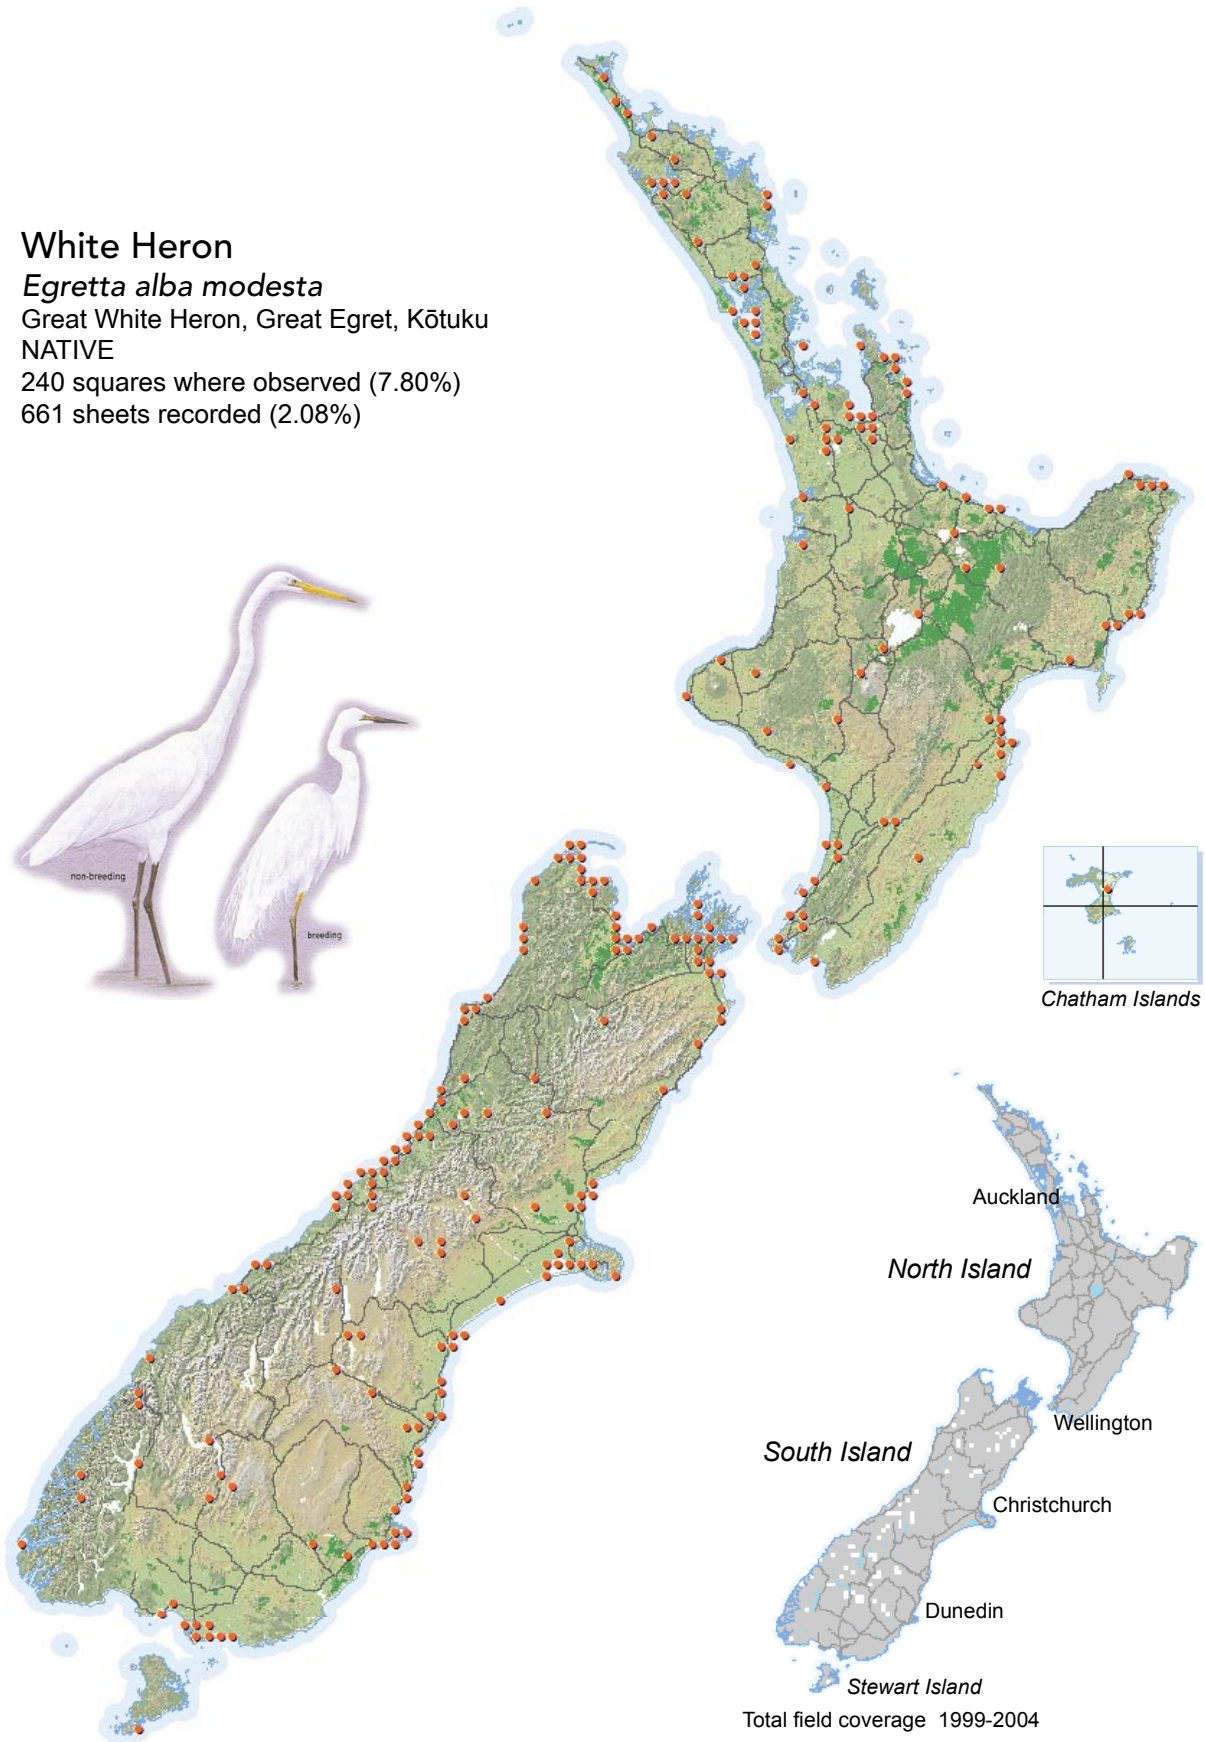 White Heron
Egretta alba modesta
Great White Heron, Great Egret, Kōtuku
NATIVE
240 squares where observed (7.80%)
661 sheets recorded (2.08%)
non-breeding
breeding
Chatham Islands
Auckland
North Island
Wellington
South Island
Christchurch
Dunedin
Stewart Island
Total field coverage 1999-2004